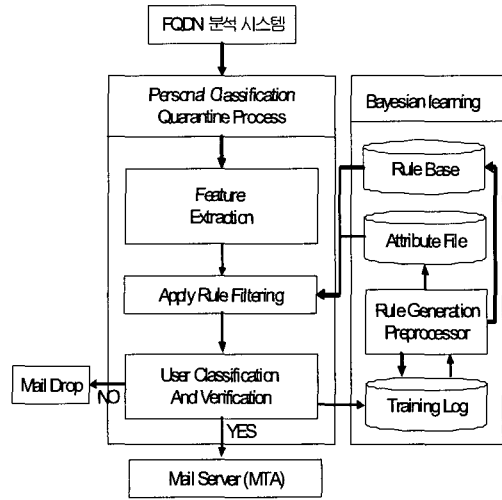 FQDN 분석 시스템
Personal Classification
Quarantine Process
Bayesian learning
Feature
Extraction
Rule Base
Attribute File
Apply Rule Filtering
Rule Generation
Preprocessor
User Classification
And Verification
Mail Drop
NO
Training Log
YES
Mail Server (MTA)